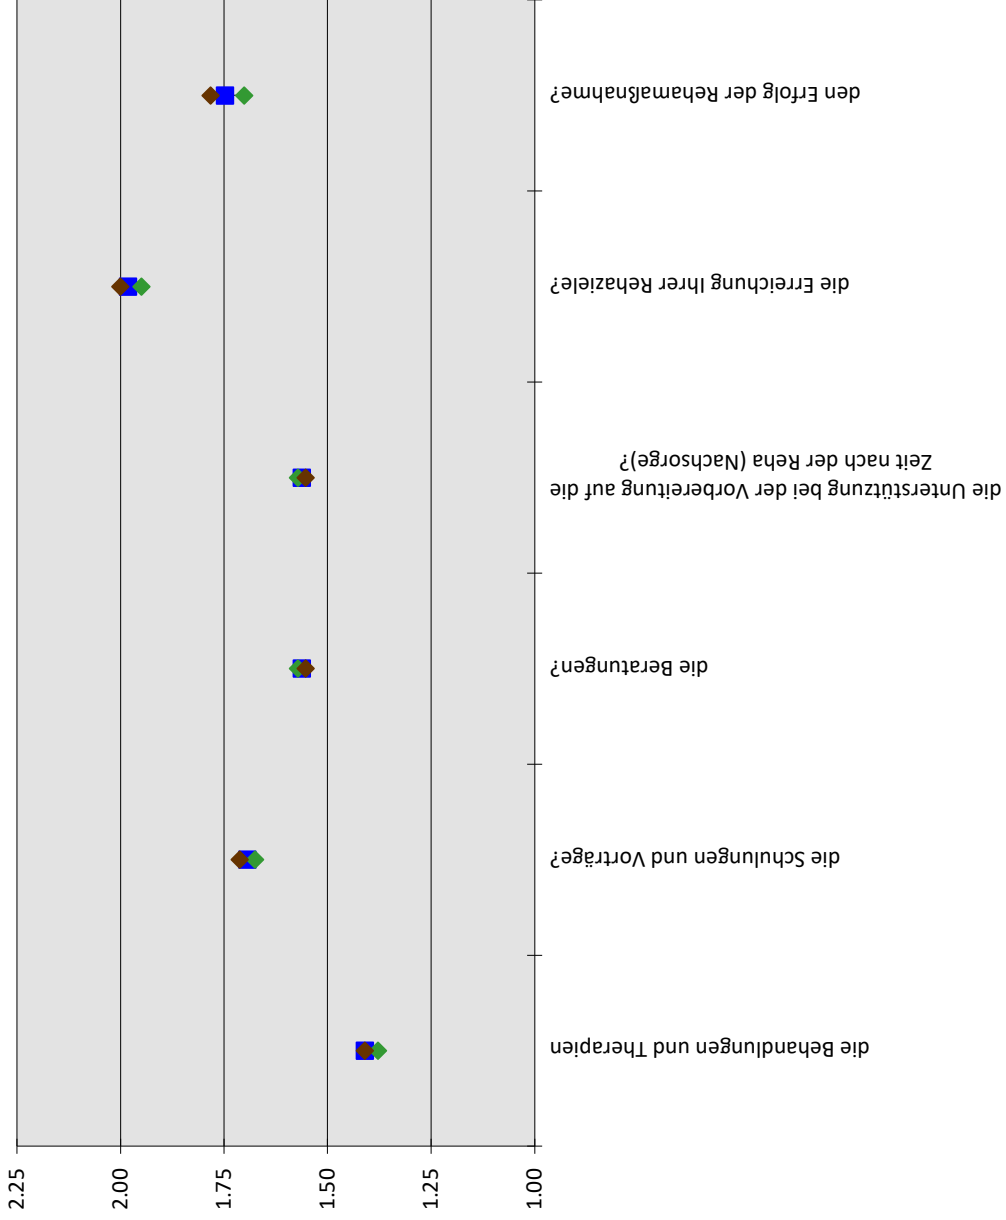 den Erfolg der Rehamaßnahme?
die Erreichung Ihrer Rehaziele?
die Unterstützung bei der Vorbereitung auf die
Zeit nach der Reha (Nachsorge)?
die Beratungen?
die Schulungen und Vorträge?
die Behandlungen und Therapien
2.25
2.00
1.75
1.50
1.25
1.00